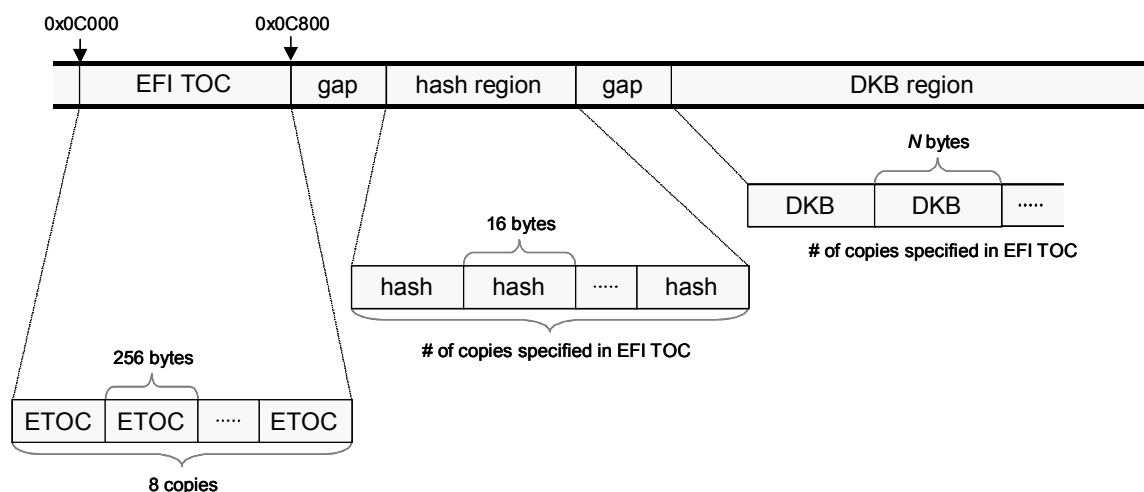 0x0C000 0x0C800
EFI TOC gap hash region gap DKB region
N bytes
DKB DKB .....
# of copies specified in EFI TOC
16 bytes
hash hash ..... hash
# of copies specified in EFI TOC
256 bytes
ETOC ETOC ..... ETOC
8 copies